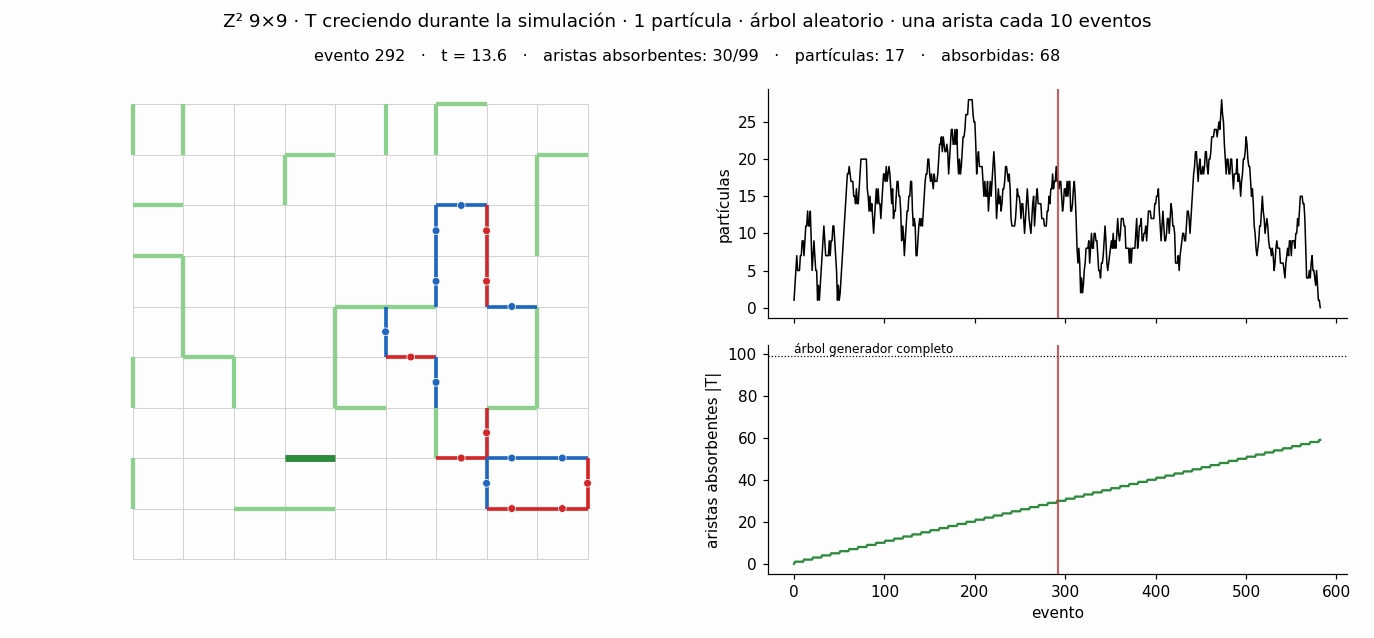 Z² 9×9 · T creciendo durante la simulación · 1 partícula · árbol aleatorio · una arista cada 10 eventos
evento 292 · t = 13.6 · aristas absorbentes: 30/99 · partículas: 17 · absorbidas: 68
partículas
25
20
15
10
5
0
aristas absorbentes |T|
árbol generador completo
100
80
60
40
20
0
0 100 200 300 400 500 600
evento